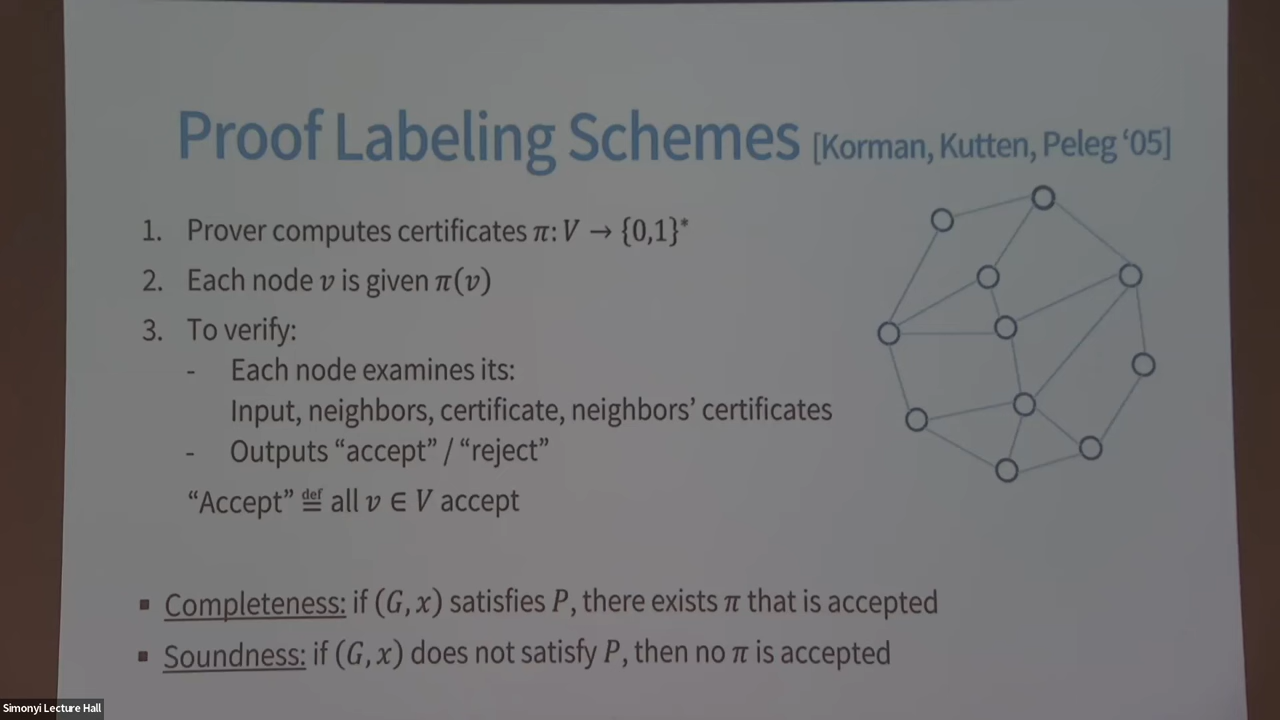 Proof Labeling Schemes [Korman, Kutten, Peleg ‘05]
1. Prover computes certificates π: V → {0,1}*
2. Each node v is given π(v)
3. To verify:
- Each node examines its:
Input, neighbors, certificate, neighbors’ certificates
- Outputs “accept” / “reject”
“Accept” ≝ all v ∈ V accept
▪ Completeness: if (G, x) satisfies P, there exists π that is accepted
▪ Soundness: if (G, x) does not satisfy P, then no π is accepted
Simonyi Lecture Hall